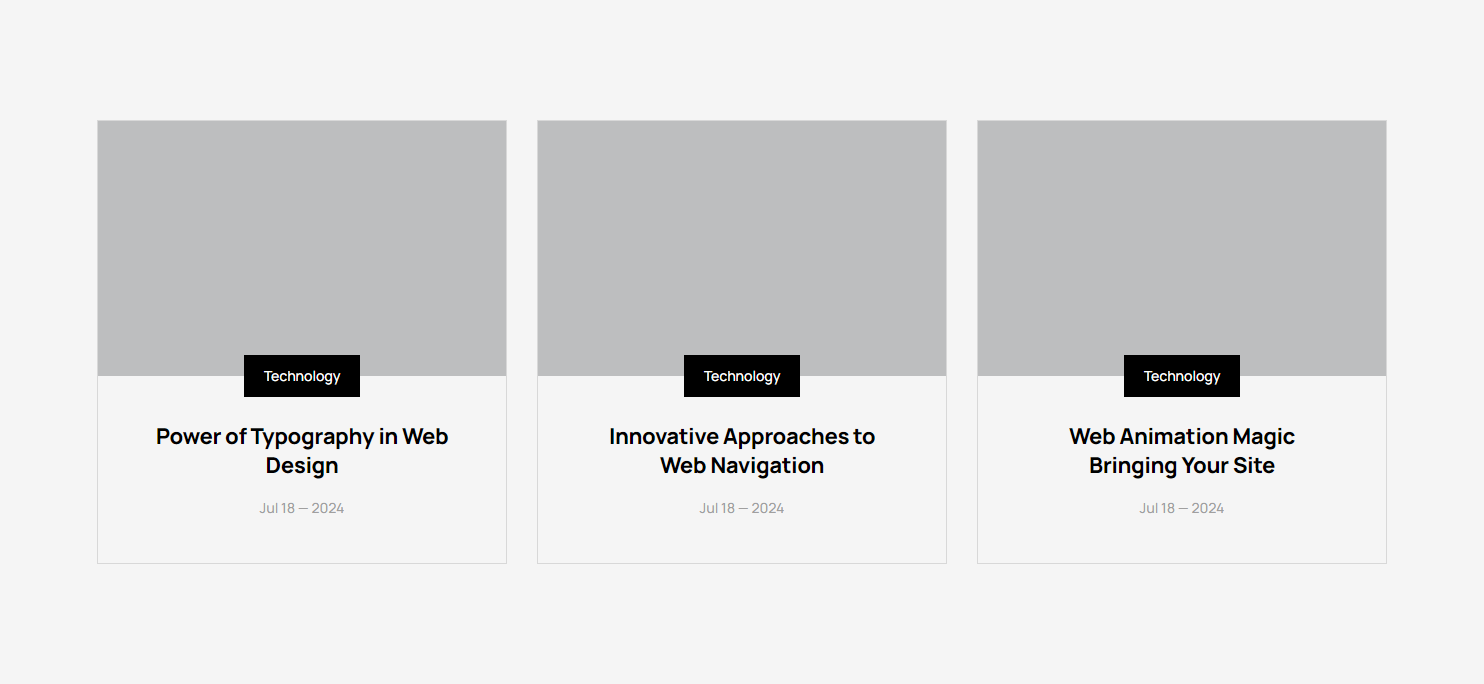 Technology
Power of Typography in Web
Design
Jul 18 — 2024
Technology
Innovative Approaches to
Web Navigation
Jul 18 — 2024
Technology
Web Animation Magic
Bringing Your Site
Jul 18 — 2024